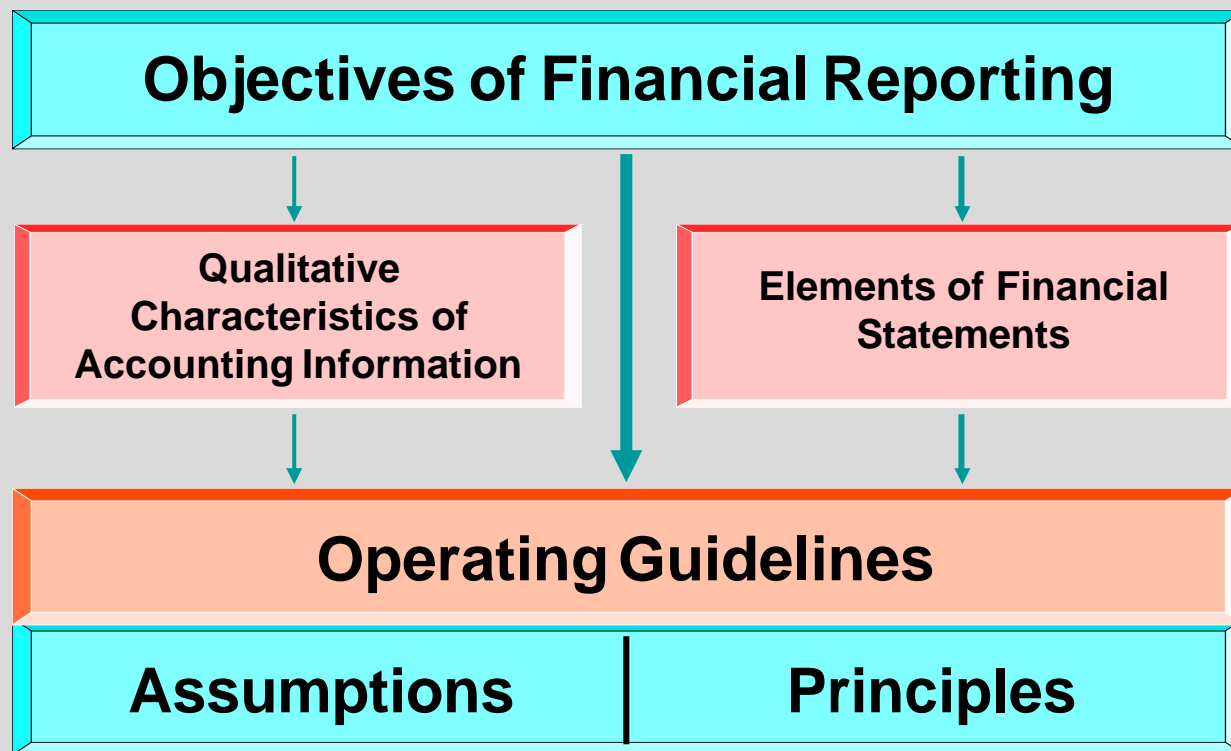 Objectives of Financial Reporting
Qualitative
Characteristics of
Accounting Information
Elements of Financial
Statements
Operating Guidelines
Assumptions
Principles